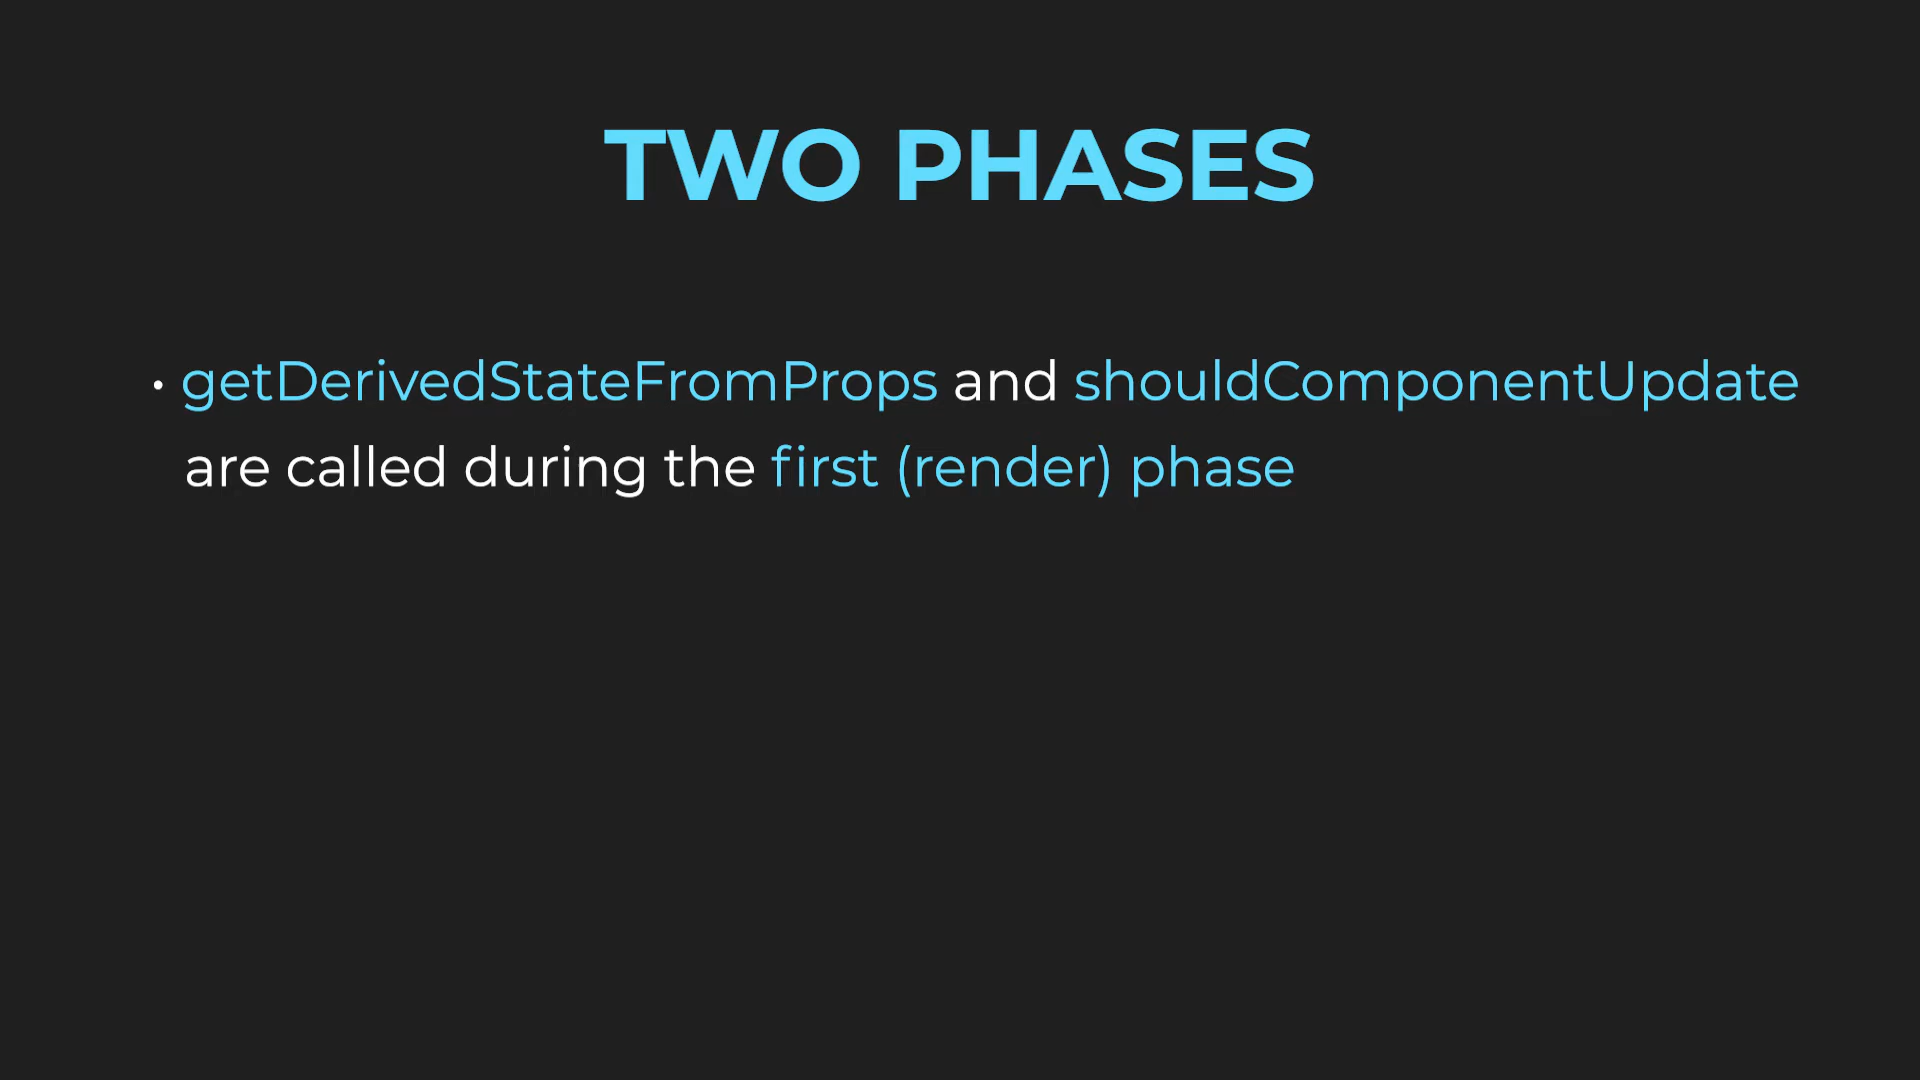 TWO PHASES
• getDerivedStateFromProps and shouldComponentUpdate
are called during the first (render) phase